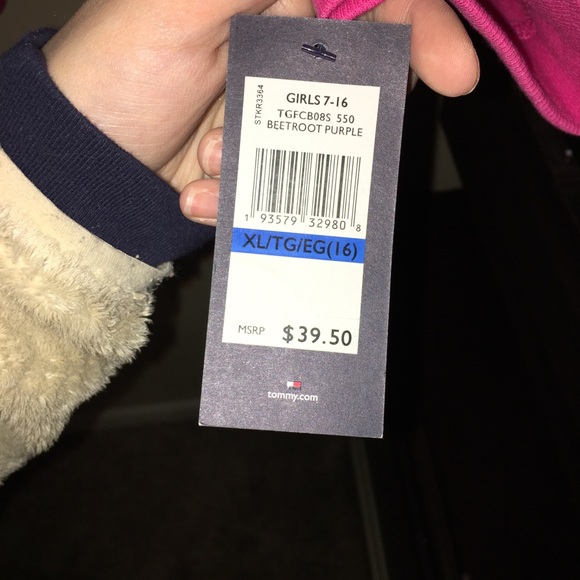 STKR3364
GIRLS 7-16
TGFCB08S 550
BEETROOT PURPLE
1 93579 32980 8
XL/TG/EG(16)
MSRP $39.50
tommy.com